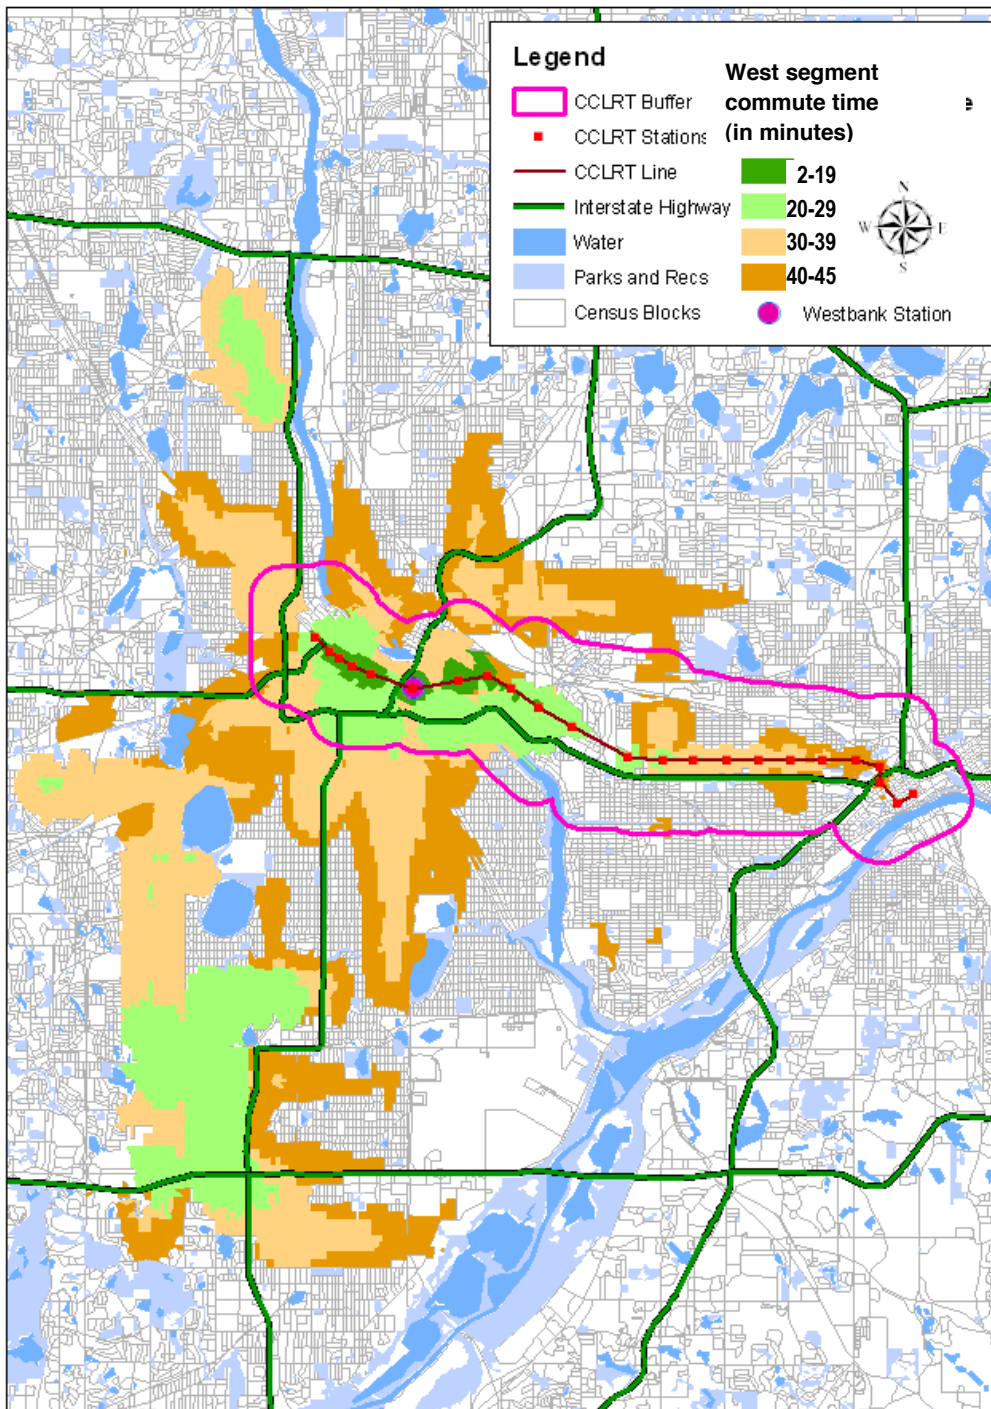 Legend
CCLRT Buffer
CCLRT Stations
CCLRT Line
Interstate Highway
Water
Parks and Recs
Census Blocks
West segment
commute time
(in minutes)
e
2-19
20-29
30-39
40-45
Westbank Station
N
W E
S